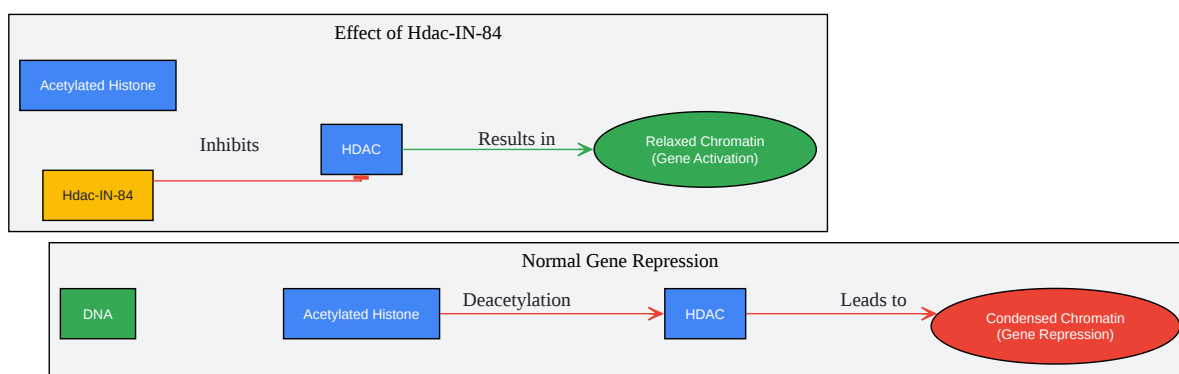 Effect of Hdac-IN-84
Acetylated Histone
Inhibits
HDAC
Results in
Relaxed Chromatin
(Gene Activation)
Hdac-IN-84
Normal Gene Repression
DNA
Acetylated Histone
Deacetylation
HDAC
Leads to
Condensed Chromatin
(Gene Repression)